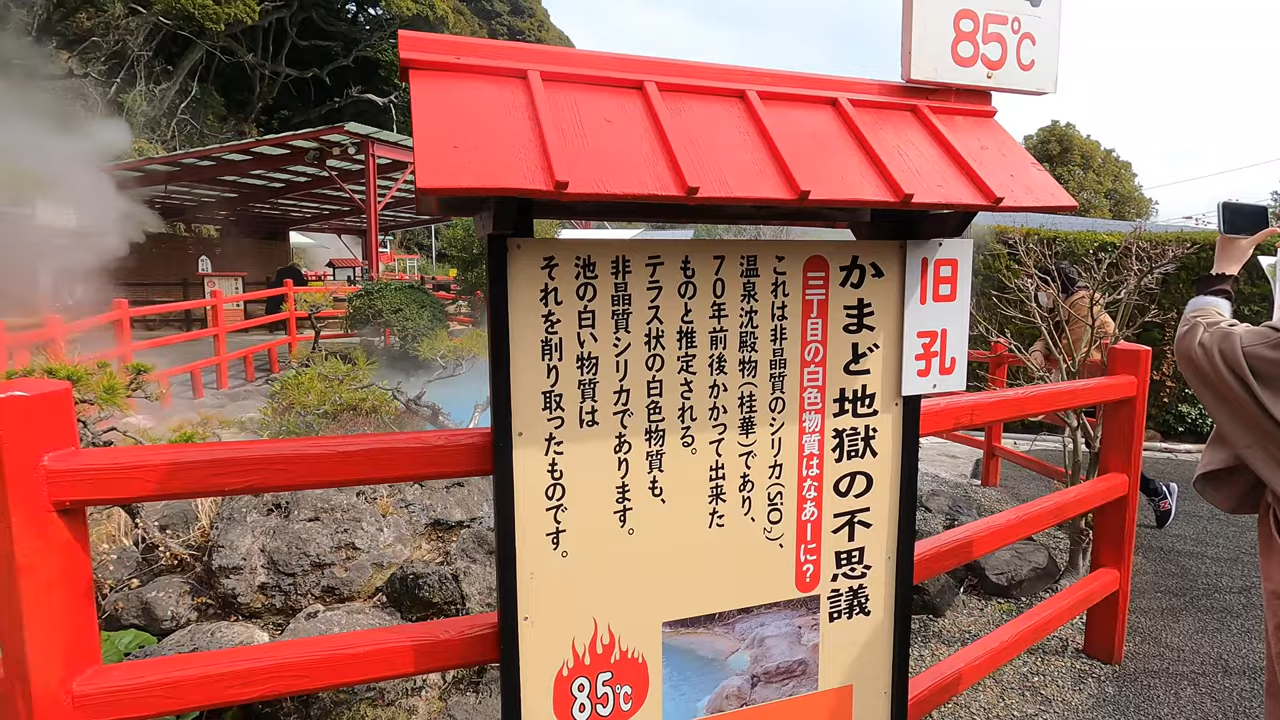 85℃
旧孔
かまど地獄の不思議
三丁目の白色物質はなあーに?
これは非晶質のシリカ(SiO₂)、
温泉沈殿物(桂華)であり、
70年前後かかって出来た
ものと推定される。
テラス状の白色物質も、
非晶質シリカであります。
池の白い物質は
それを削り取ったものです。
85℃